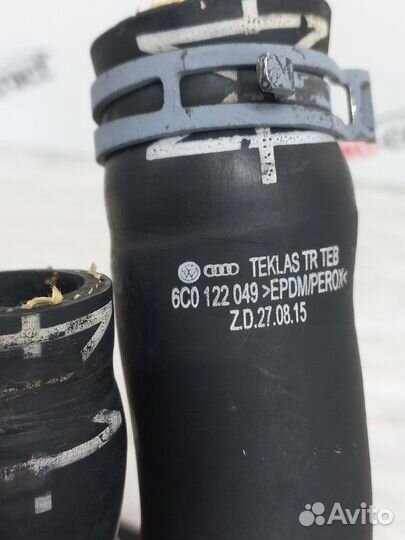 TEKLAS TR TEB
6C0 122 049 >EPDM/PEROX<
Z.D.27.08.15
Avito